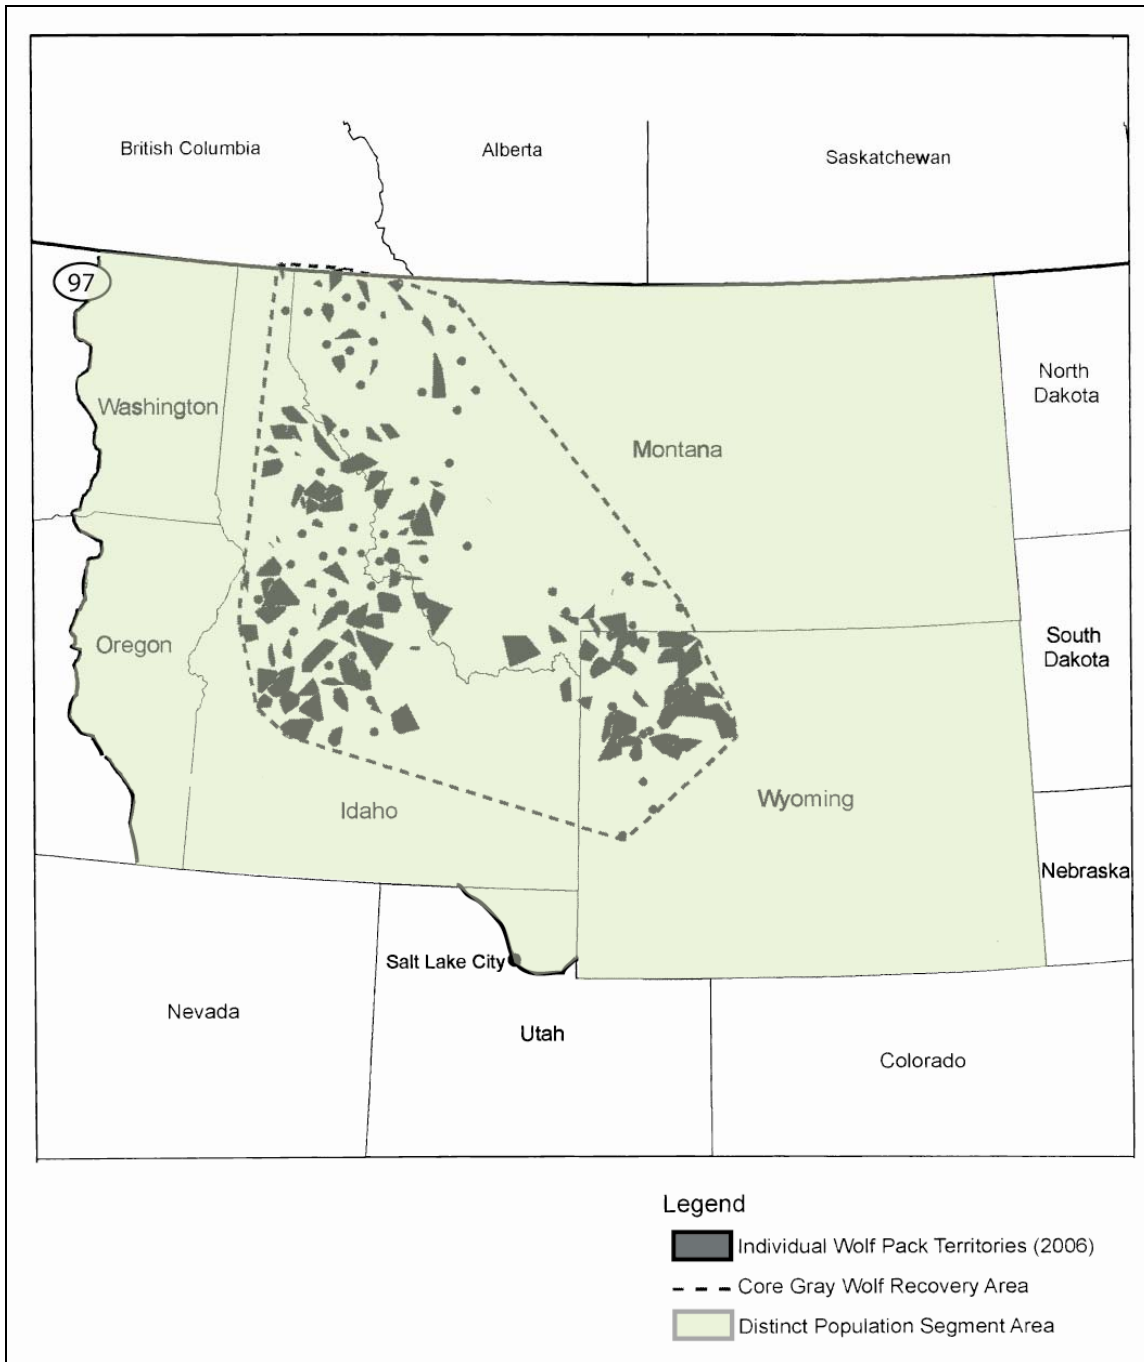 British Columbia
Alberta
Saskatchewan
97
Washington
Montana
North
Dakota
Oregon
South
Dakota
Idaho
Wyoming
Nebraska
Salt Lake City
Nevada
Utah
Colorado
Legend
Individual Wolf Pack Territories (2006)
Core Gray Wolf Recovery Area
Distinct Population Segment Area